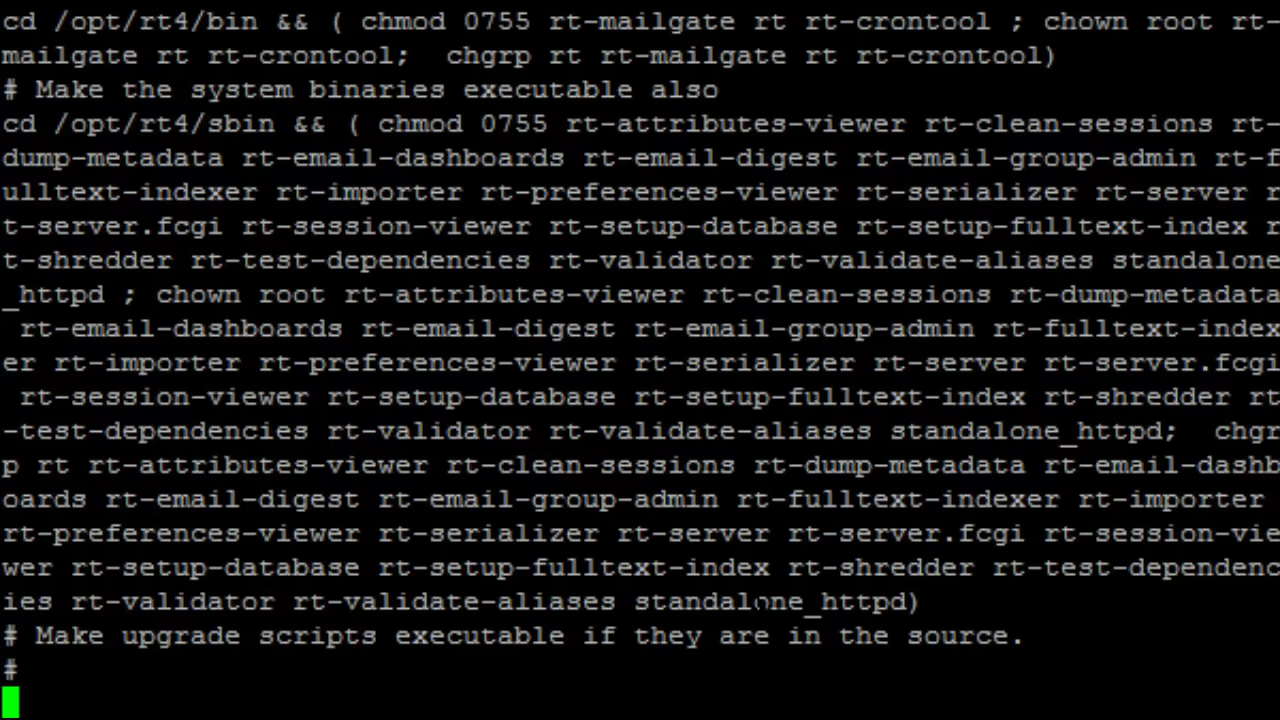 cd /opt/rt4/bin && ( chmod 0755 rt-mailgate rt rt-crontool ; chown root rt-
mailgate rt rt-crontool;  chgrp rt rt-mailgate rt rt-crontool)
# Make the system binaries executable also
cd /opt/rt4/sbin && ( chmod 0755 rt-attributes-viewer rt-clean-sessions rt-
dump-metadata rt-email-dashboards rt-email-digest rt-email-group-admin rt-f
ulltext-indexer rt-importer rt-preferences-viewer rt-serializer rt-server r
t-server.fcgi rt-session-viewer rt-setup-database rt-setup-fulltext-index r
t-shredder rt-test-dependencies rt-validator rt-validate-aliases standalone
_httpd ; chown root rt-attributes-viewer rt-clean-sessions rt-dump-metadata
 rt-email-dashboards rt-email-digest rt-email-group-admin rt-fulltext-index
er rt-importer rt-preferences-viewer rt-serializer rt-server rt-server.fcgi
 rt-session-viewer rt-setup-database rt-setup-fulltext-index rt-shredder rt
-test-dependencies rt-validator rt-validate-aliases standalone_httpd;  chgr
p rt rt-attributes-viewer rt-clean-sessions rt-dump-metadata rt-email-dashb
oards rt-email-digest rt-email-group-admin rt-fulltext-indexer rt-importer
rt-preferences-viewer rt-serializer rt-server rt-server.fcgi rt-session-vie
wer rt-setup-database rt-setup-fulltext-index rt-shredder rt-test-dependenc
ies rt-validator rt-validate-aliases standalone_httpd)
# Make upgrade scripts executable if they are in the source.
#